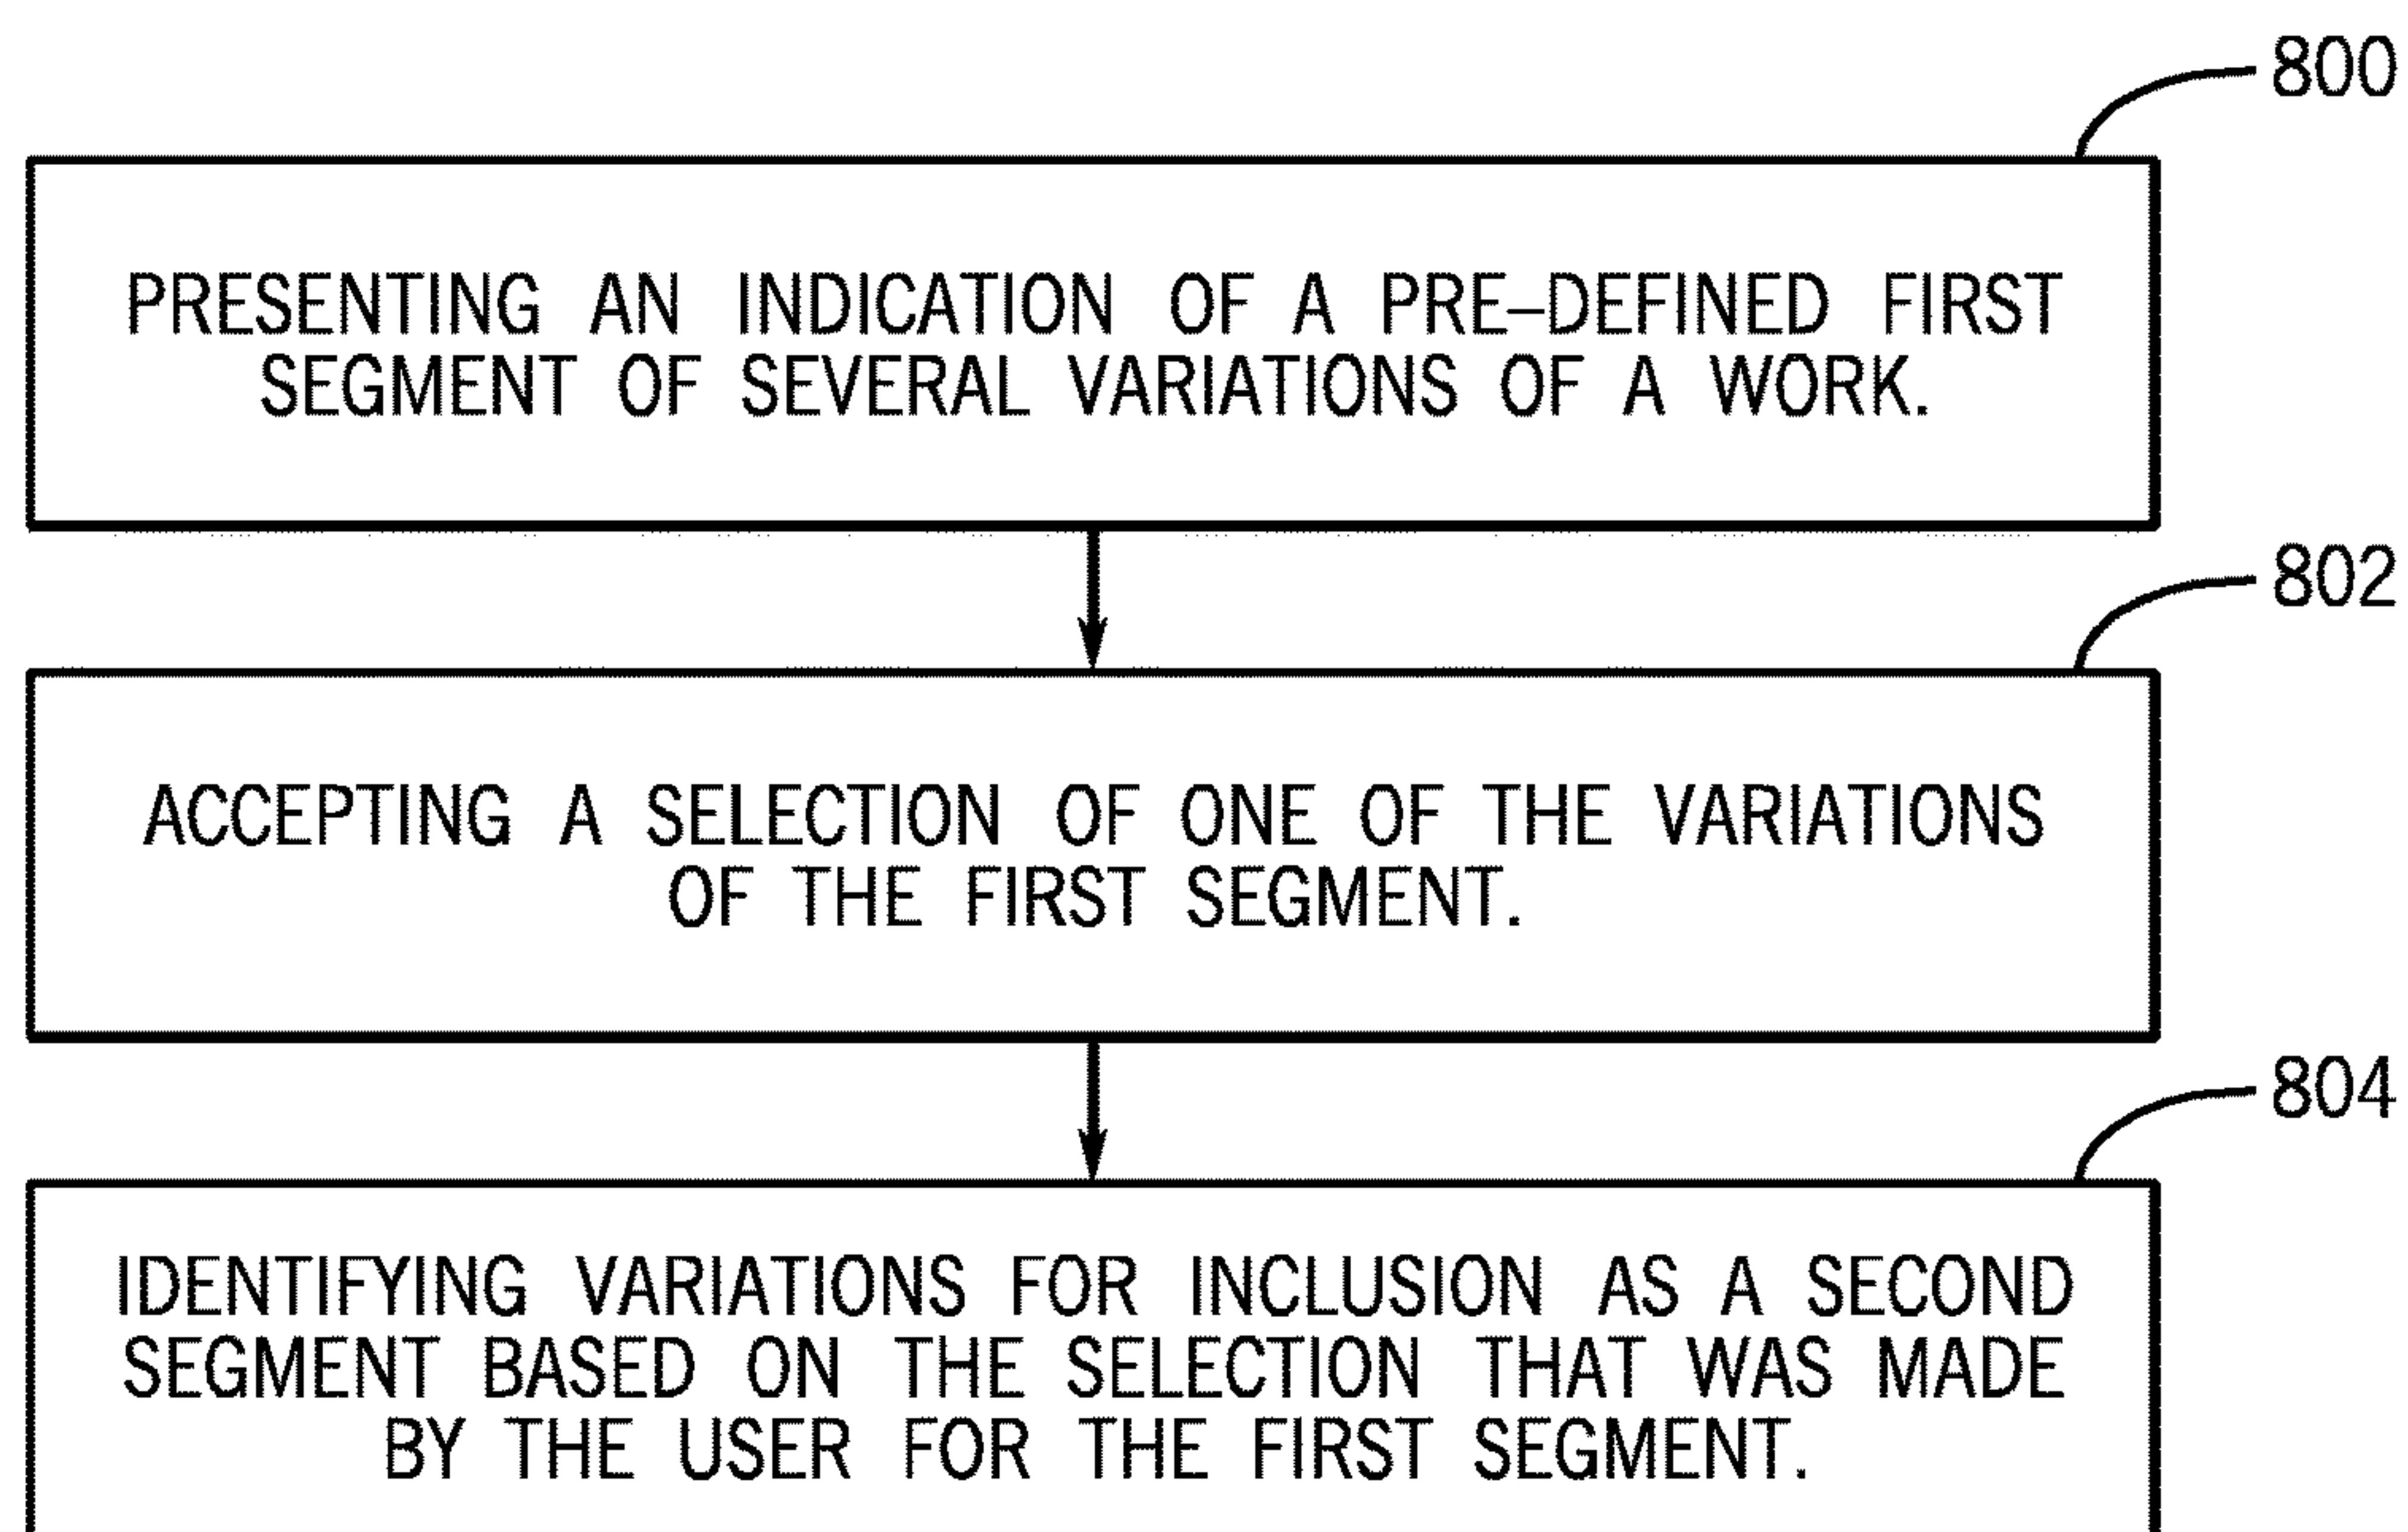 800
PRESENTING AN INDICATION OF A PRE–DEFINED FIRST
SEGMENT OF SEVERAL VARIATIONS OF A WORK.
802
ACCEPTING A SELECTION OF ONE OF THE VARIATIONS
OF THE FIRST SEGMENT.
804
IDENTIFYING VARIATIONS FOR INCLUSION AS A SECOND
SEGMENT BASED ON THE SELECTION THAT WAS MADE
BY THE USER FOR THE FIRST SEGMENT.